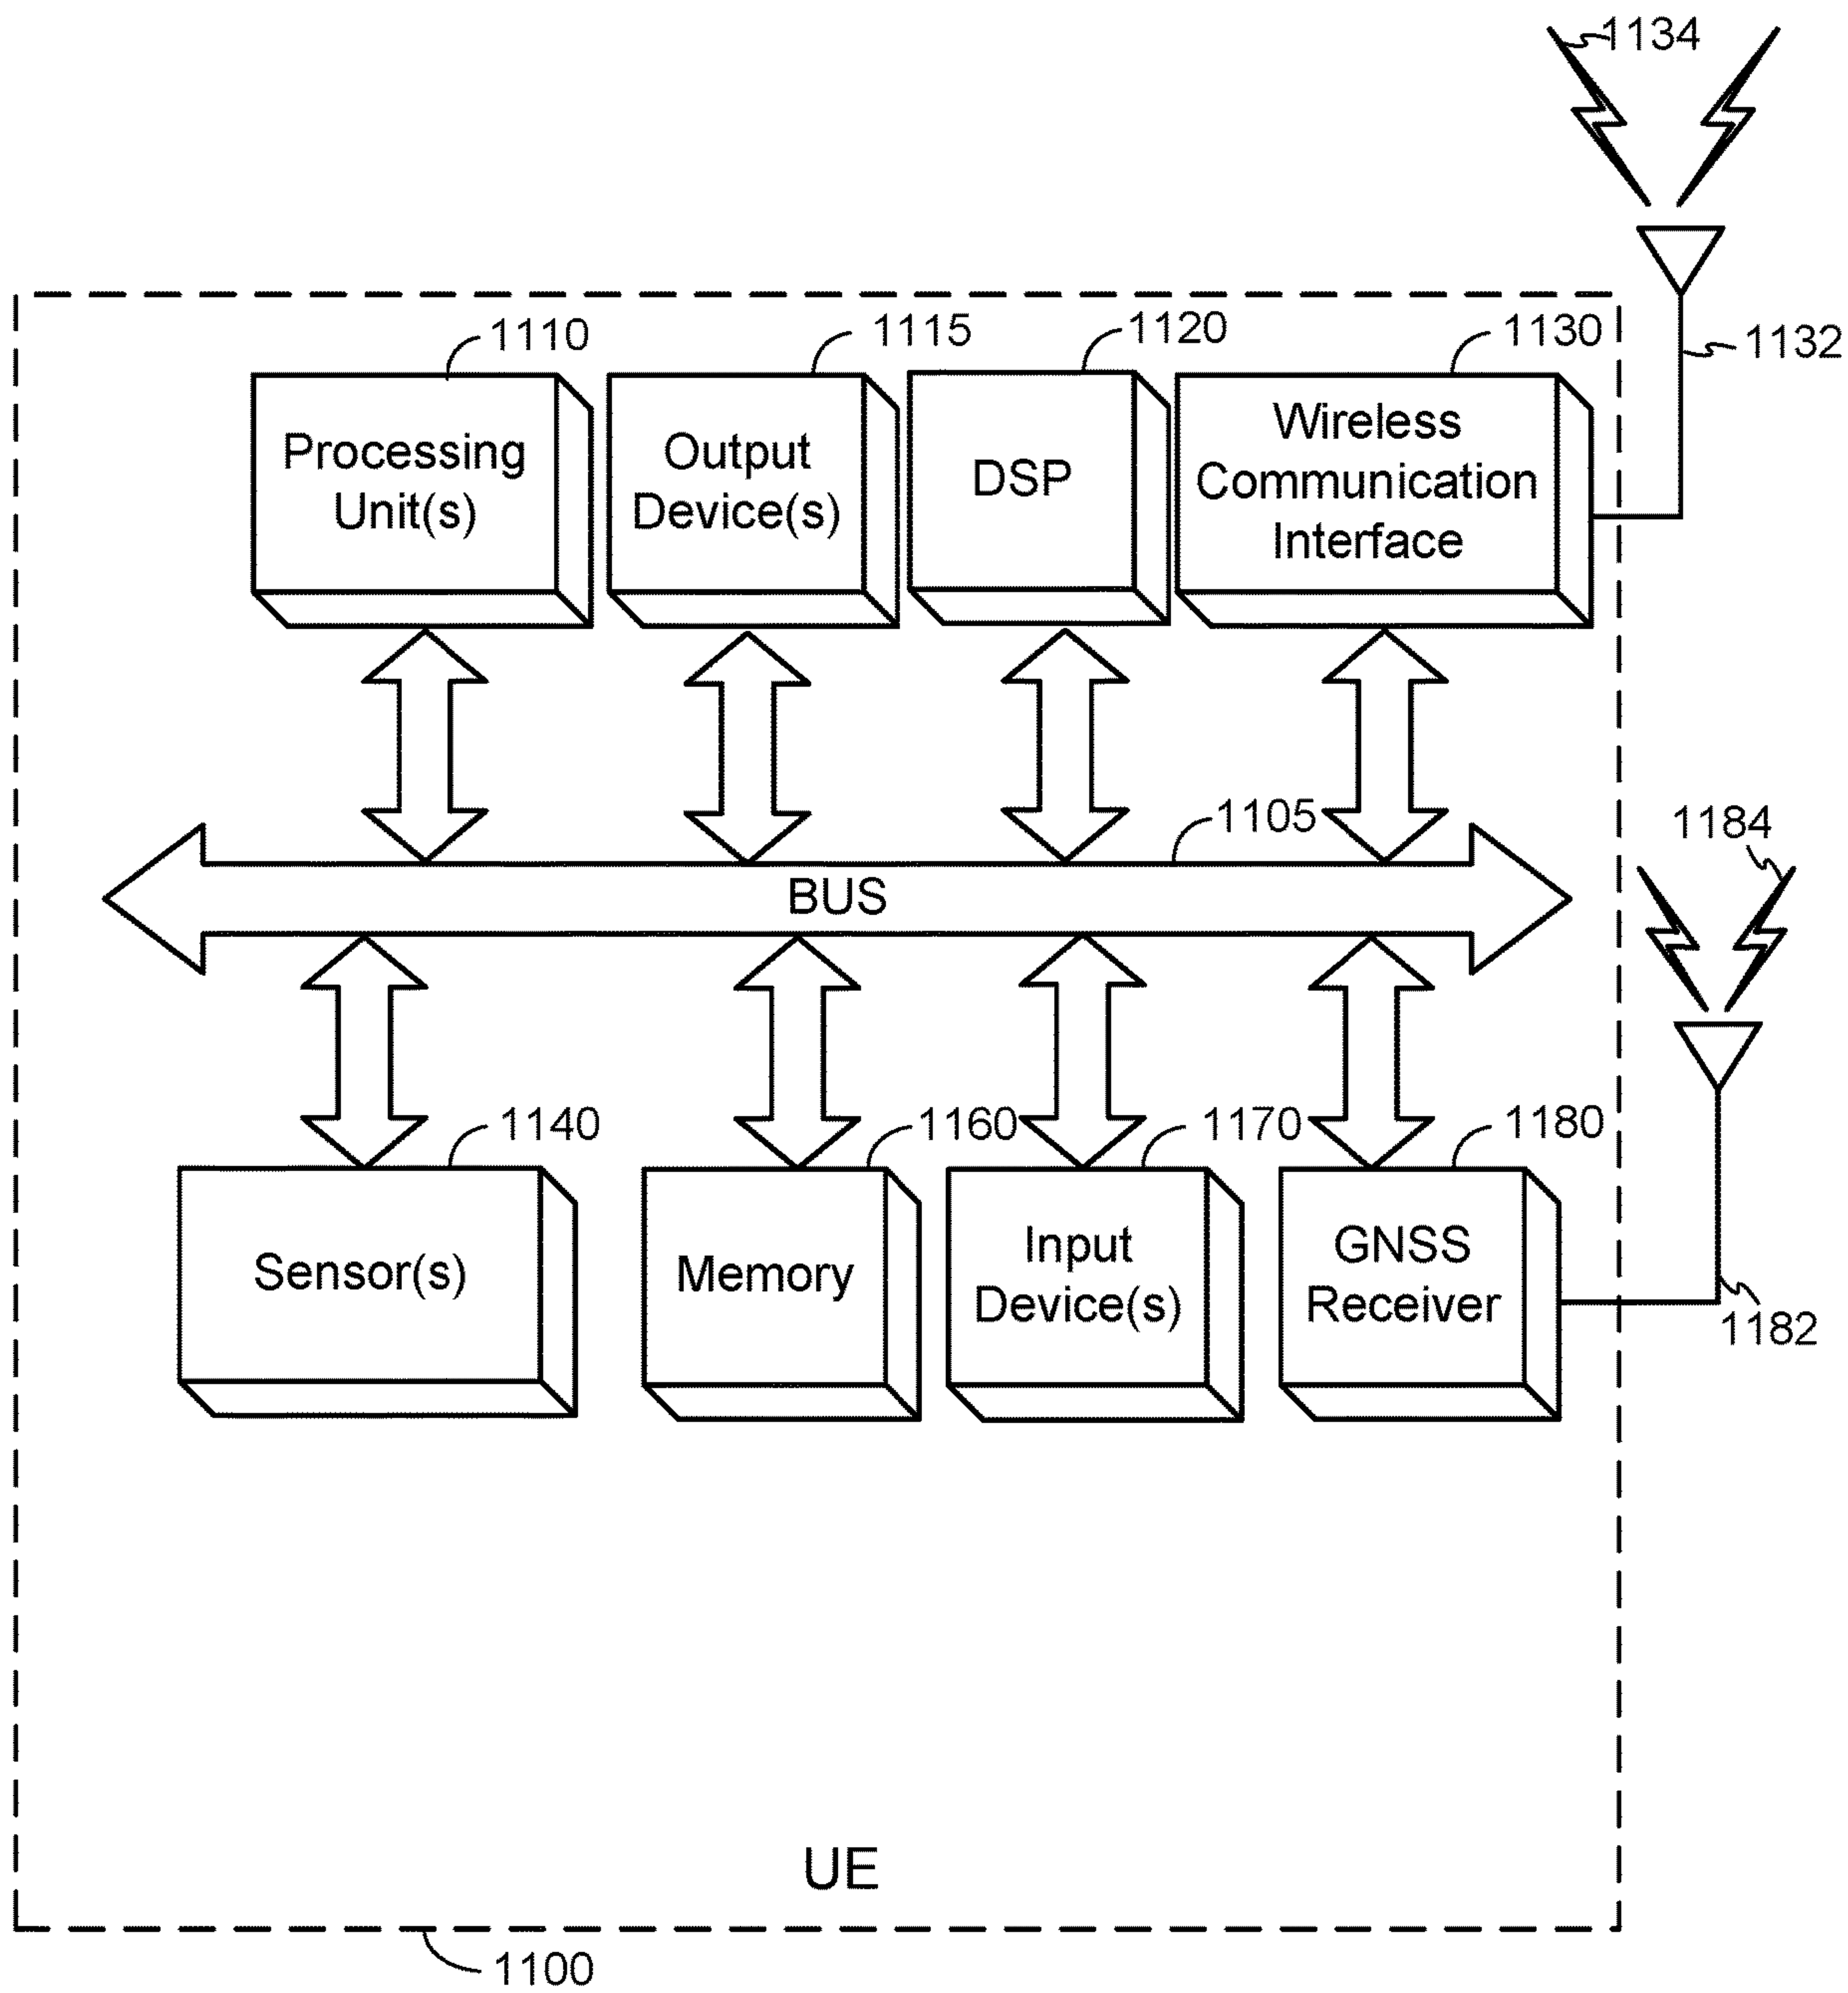 1134
1132
1110
1115
1120
1130
Processing
Unit(s)
Output
Device(s)
DSP
Wireless
Communication
Interface
1105
BUS
1184
1140
1160
1170
1180
Sensor(s)
Memory
Input
Device(s)
GNSS
Receiver
1182
UE
1100